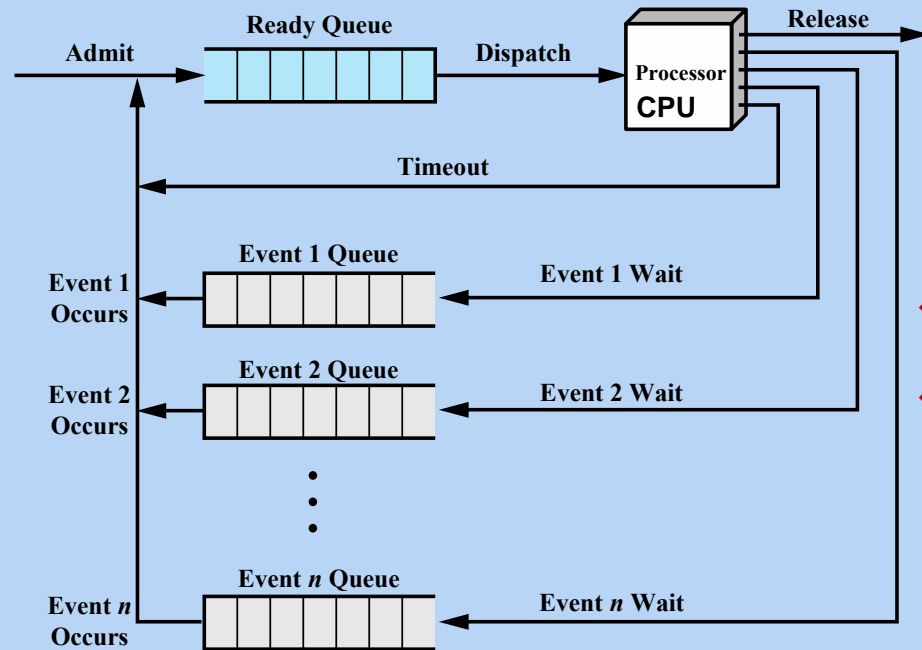 Ready Queue
Release
Admit
Dispatch
Processor
CPU
Timeout
Event 1 Queue
Event 1
Occurs
Event 1 Wait
Event 2 Queue
Event 2
Occurs
Event 2 Wait
Event n Queue
Event n
Occurs
Event n Wait